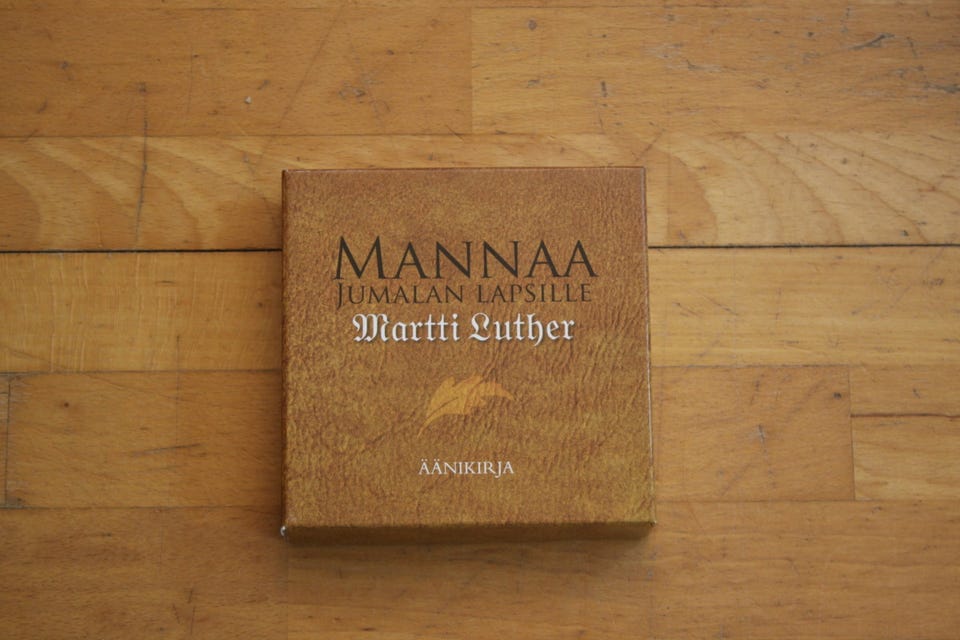 MANNAA
JUMALAN LAPSILLE
Martti Luther
ÄÄNIKIRJA